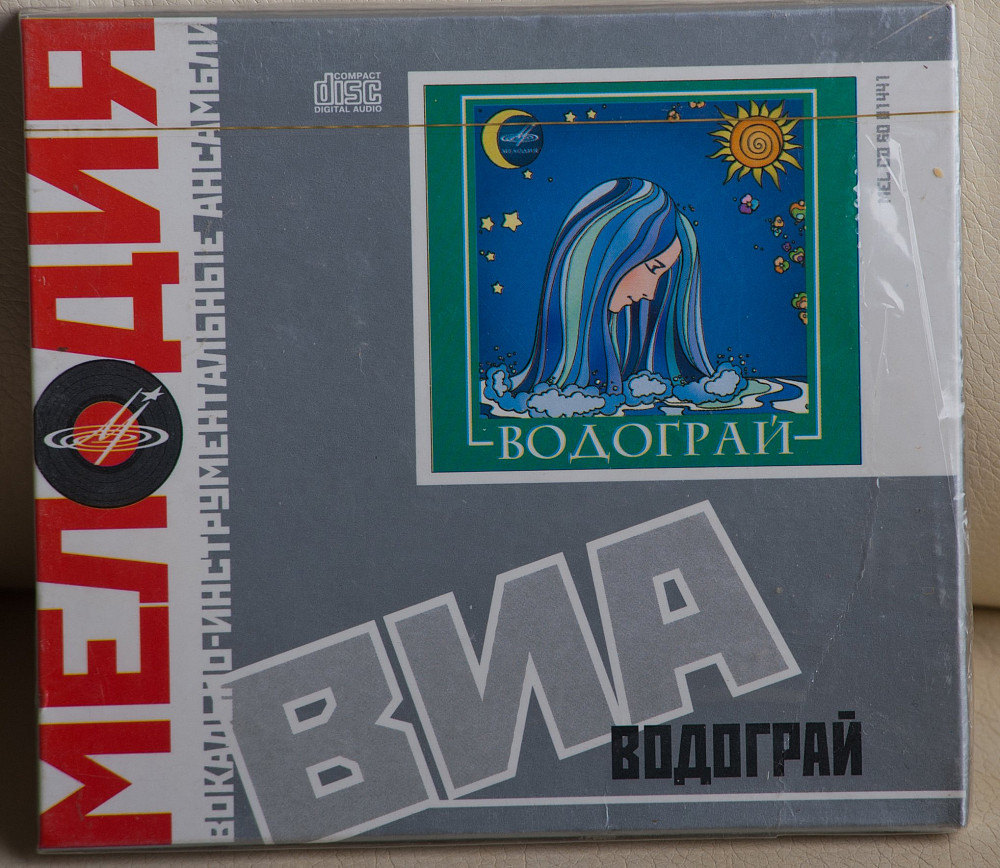 МЕЛОДИЯ
ВОКАЛЬНО-ИНСТРУМЕНТАЛЬНЫЕ АНСАМБЛИ
COMPACT
disc
DIGITAL AUDIO
ВОДОГРАЙ
ВИА
ВОДОГРАЙ